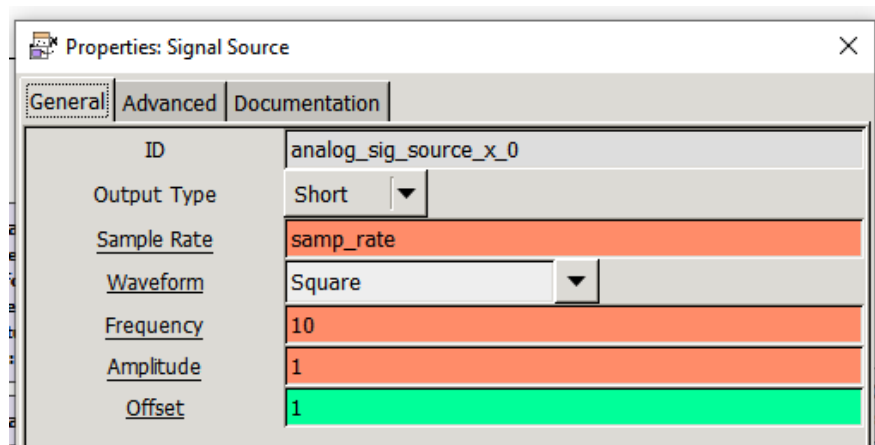 Properties: Signal Source
General Advanced Documentation
ID analog_sig_source_x_0
Output Type Short
Sample Rate samp_rate
Waveform Square
Frequency 10
Amplitude 1
Offset 1